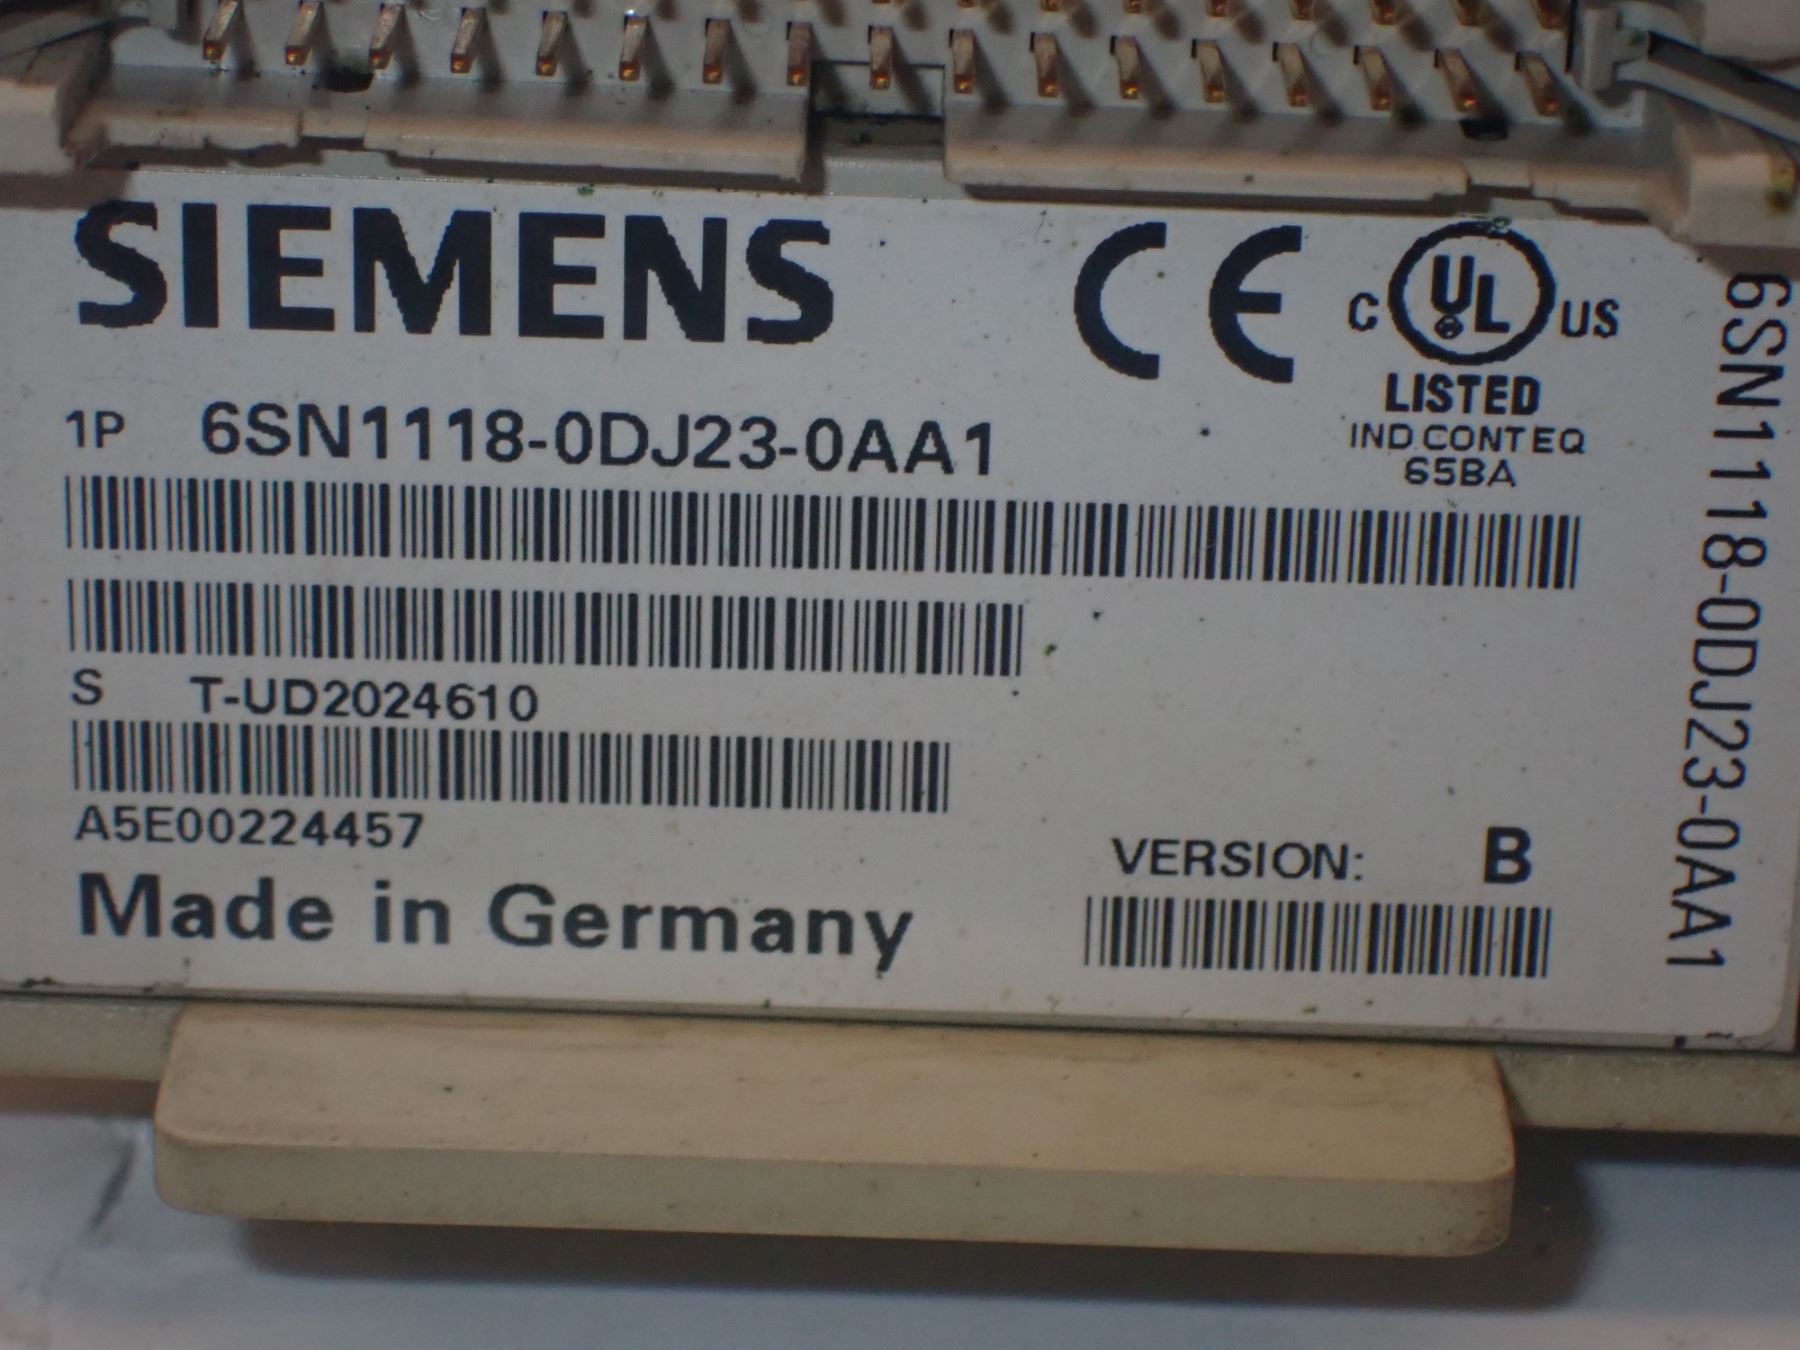 SIEMENS
CE
C UL US
LISTED
IND.CONT.EQ
65BA
1P 6SN1118-0DJ23-0AA1
S T-UD2024610
A5E00224457
Made in Germany
VERSION: B
6SN1118-0DJ23-0AA1